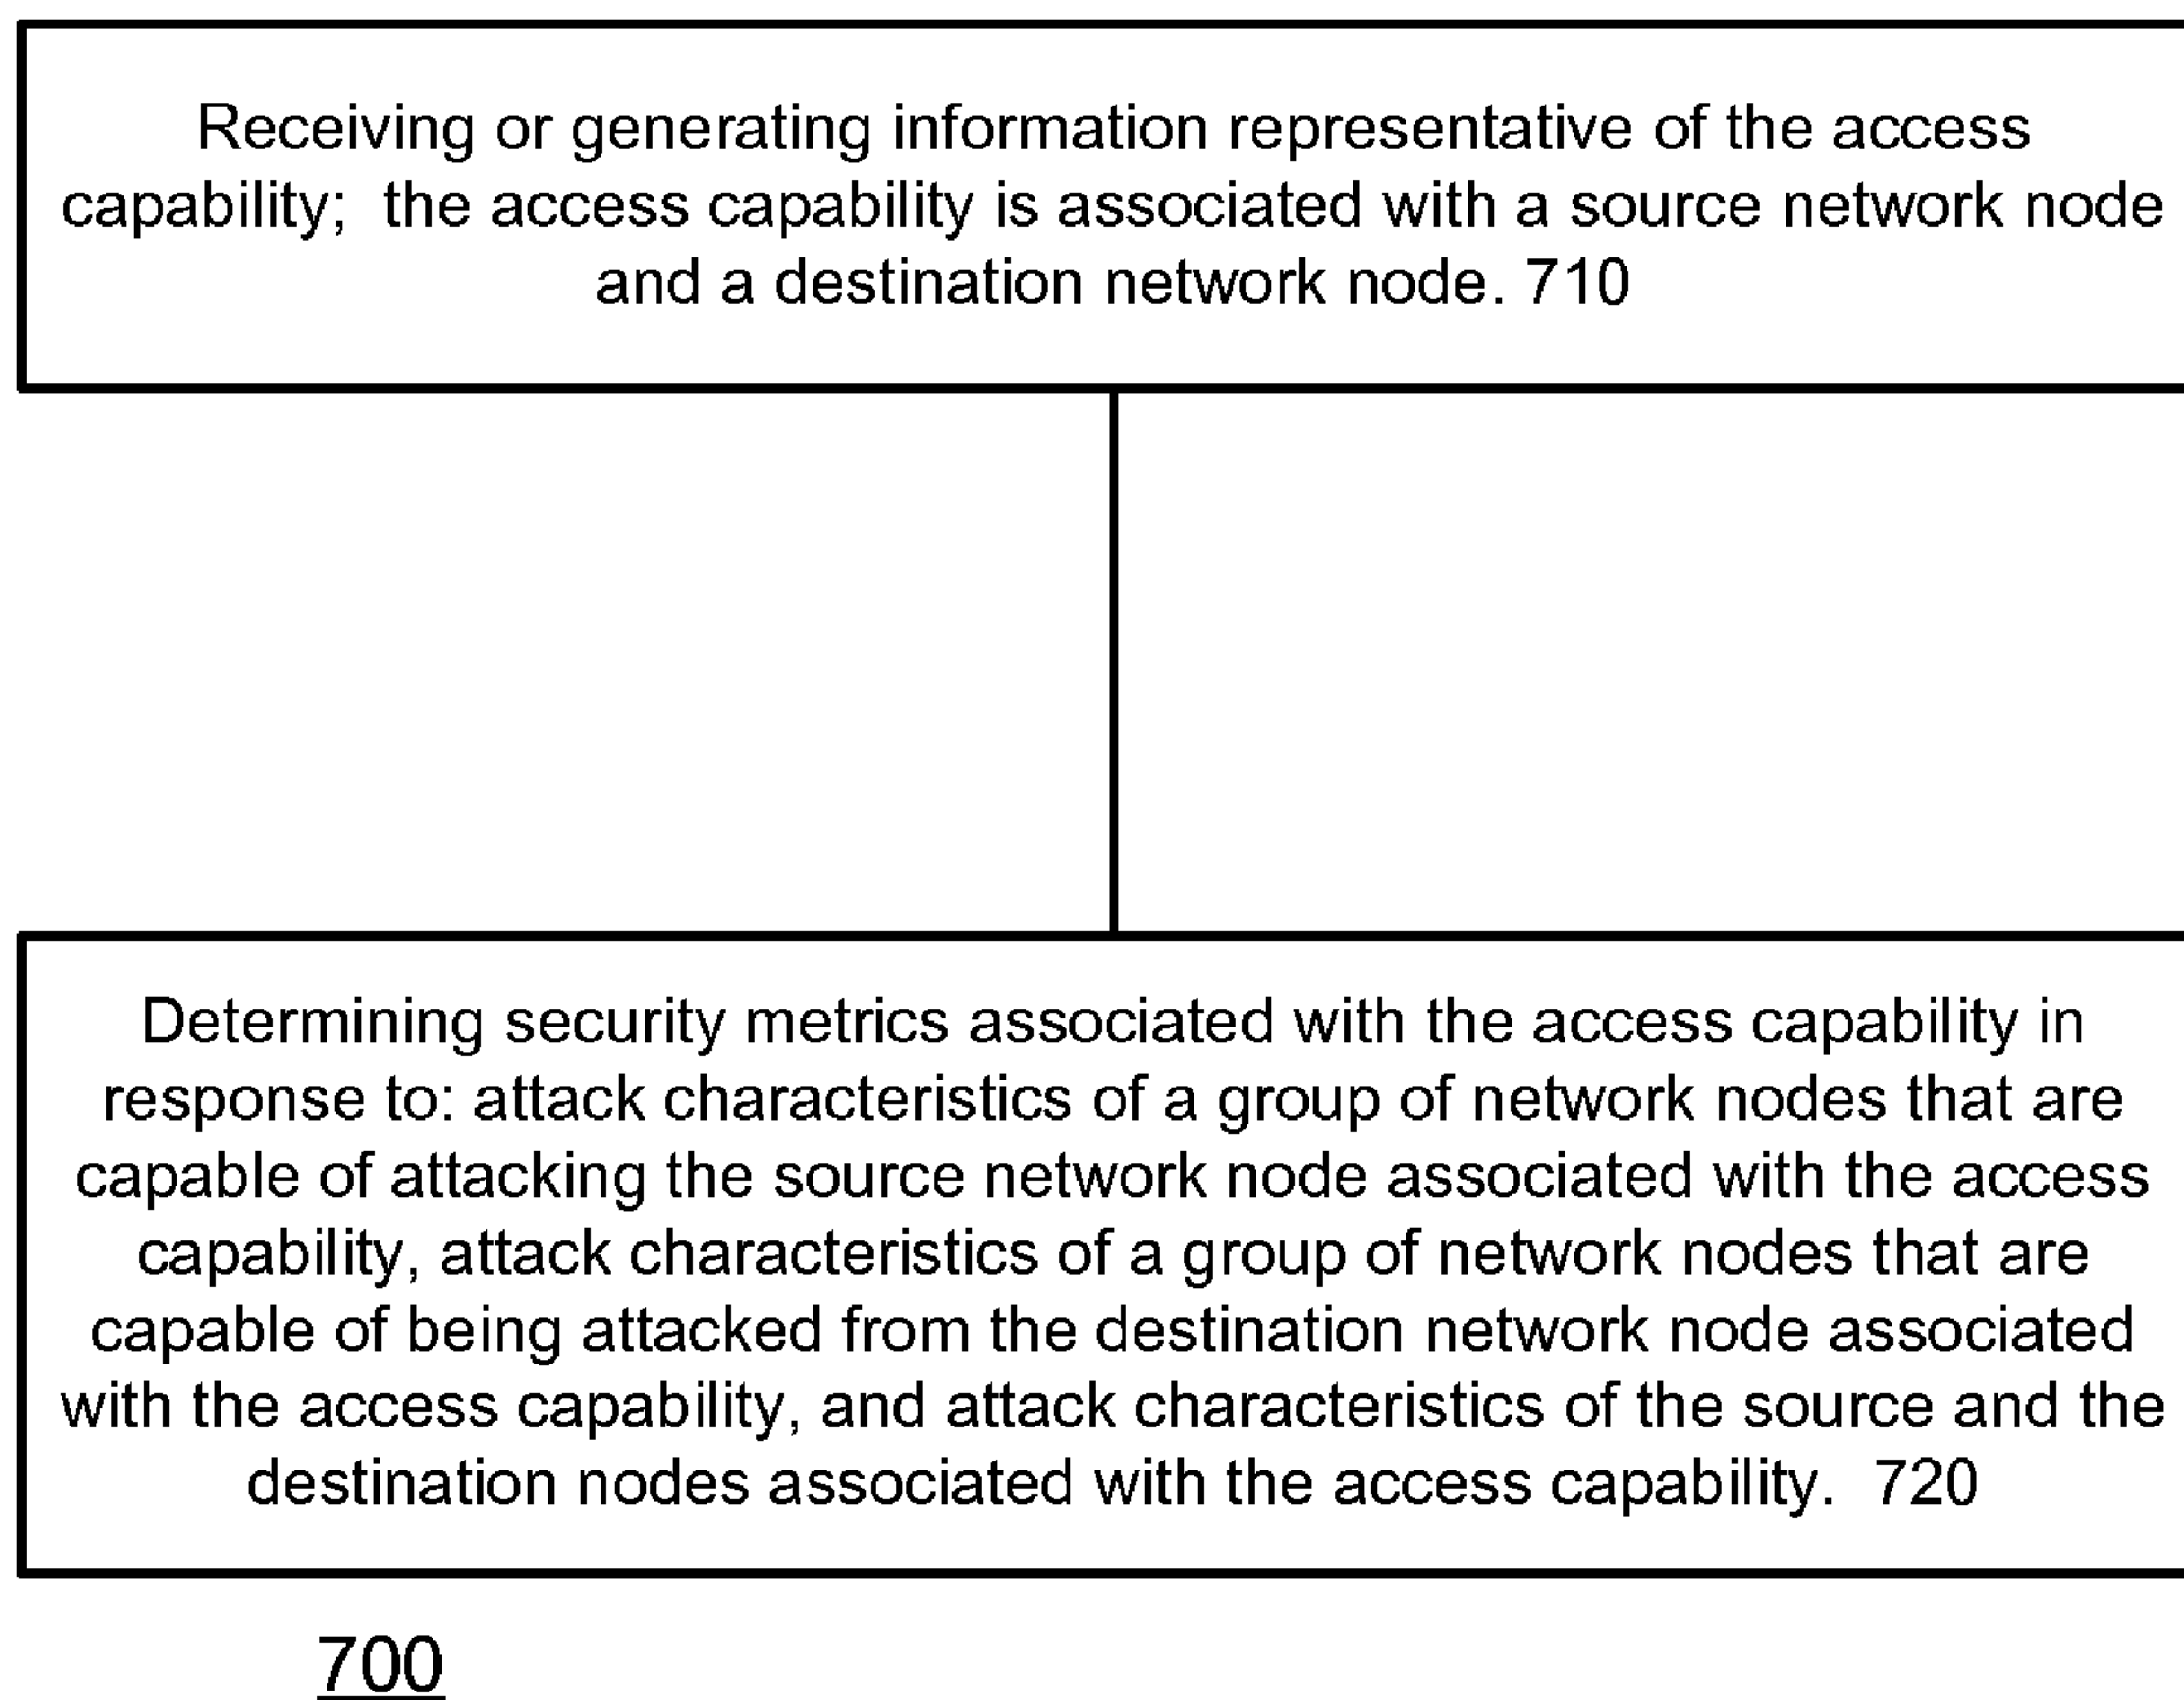 Receiving or generating information representative of the access
capability;  the access capability is associated with a source network node
and a destination network node. 710
Determining security metrics associated with the access capability in
response to: attack characteristics of a group of network nodes that are
capable of attacking the source network node associated with the access
capability, attack characteristics of a group of network nodes that are
capable of being attacked from the destination network node associated
with the access capability, and attack characteristics of the source and the
destination nodes associated with the access capability.  720
700